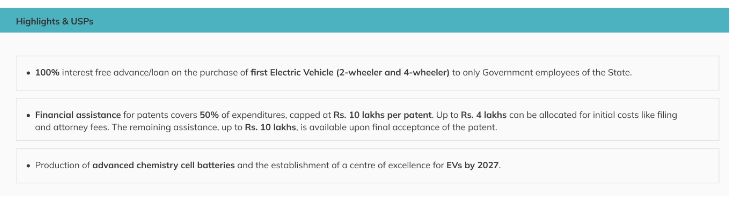 Highlights & USPs
• 100% interest free advance/loan on the purchase of first Electric Vehicle (2-wheeler and 4-wheeler) to only Government employees of the State.
• Financial assistance for patents covers 50% of expenditures, capped at Rs. 10 lakhs per patent. Up to Rs. 4 lakhs can be allocated for initial costs like filing
and attorney fees. The remaining assistance, up to Rs. 10 lakhs, is available upon final acceptance of the patent.
• Production of advanced chemistry cell batteries and the establishment of a centre of excellence for EVs by 2027.